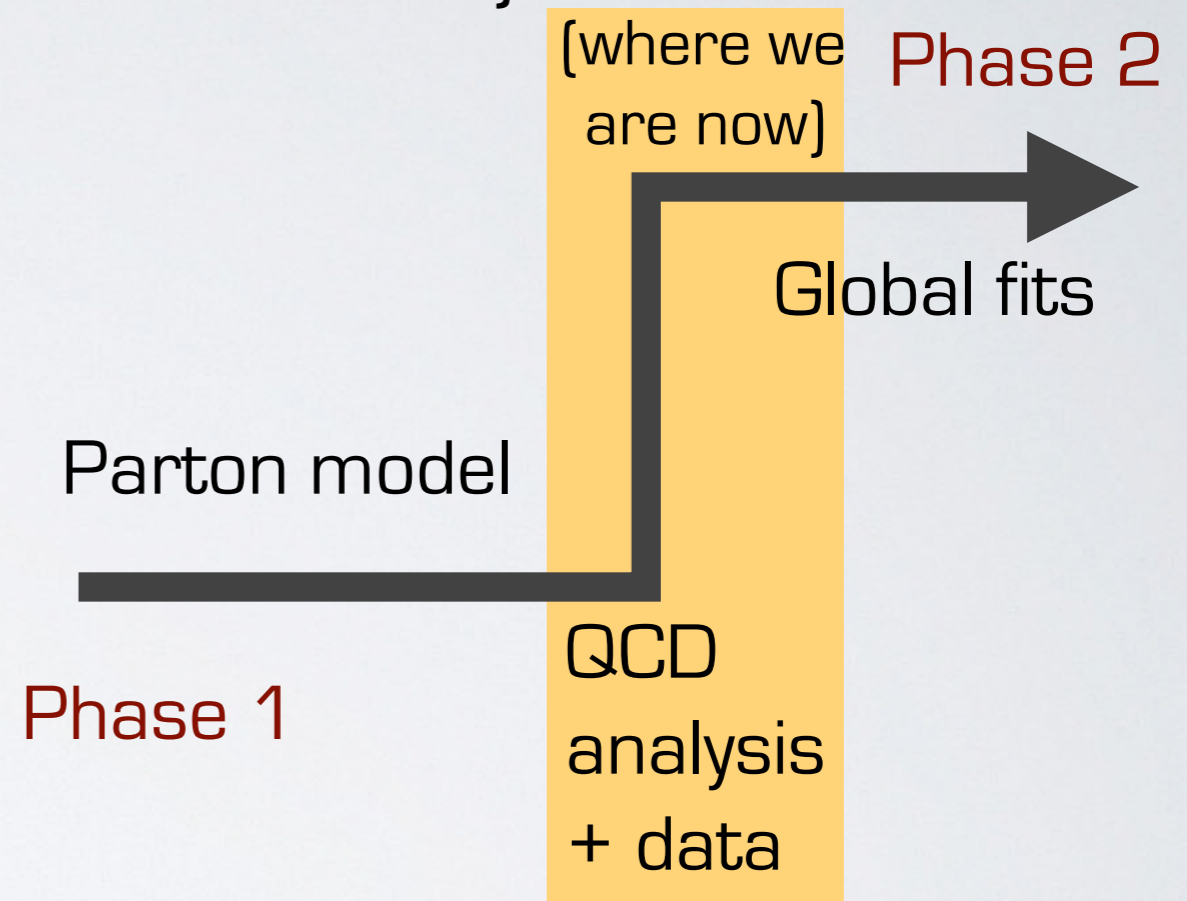 (where we
are now)
Phase 2
Global fits
Parton model
Phase 1
QCD
analysis
+ data